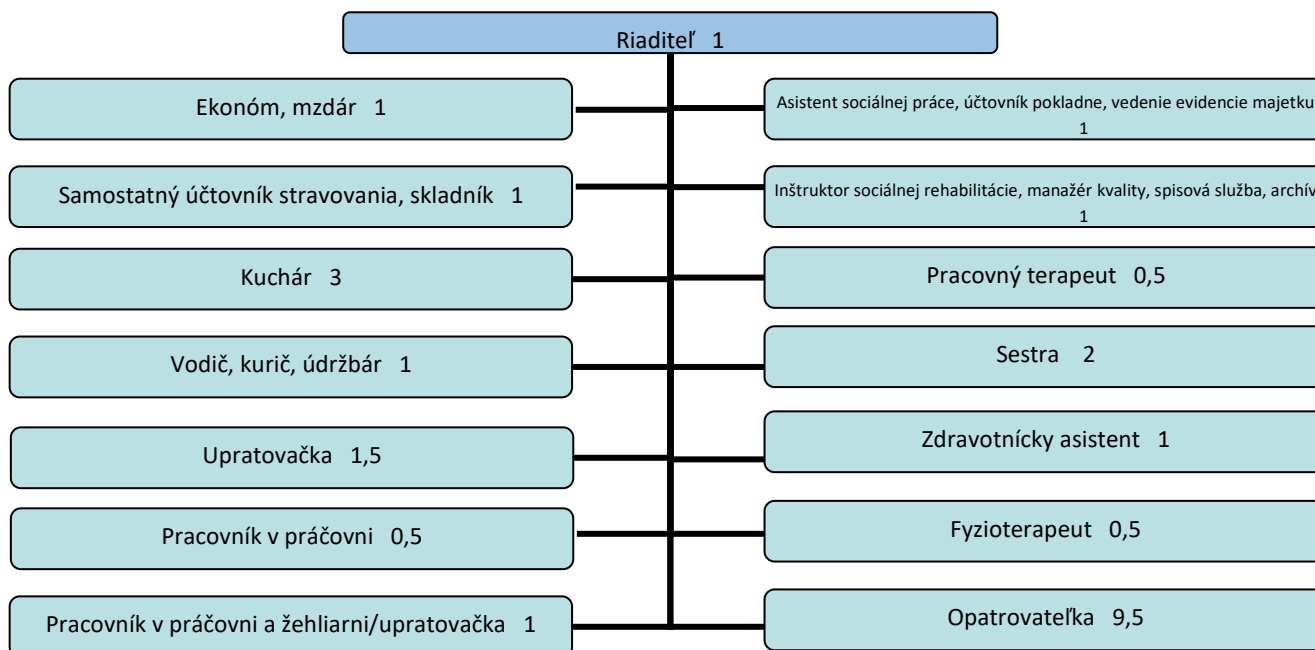 Riaditeľ 1
Ekonóm, mzdár 1
Asistent sociálnej práce, účtovník pokladne, vedenie evidencie majetku
1
Samostatný účtovník stravovania, skladník 1
Inštruktor sociálnej rehabilitácie, manažér kvality, spisová služba, archív
1
Kuchár 3
Pracovný terapeut 0,5
Vodič, kurič, údržbár 1
Sestra 2
Upratovačka 1,5
Zdravotnícky asistent 1
Pracovník v práčovni 0,5
Fyzioterapeut 0,5
Pracovník v práčovni a žehliarni/upratovačka 1
Opatrovateľka 9,5